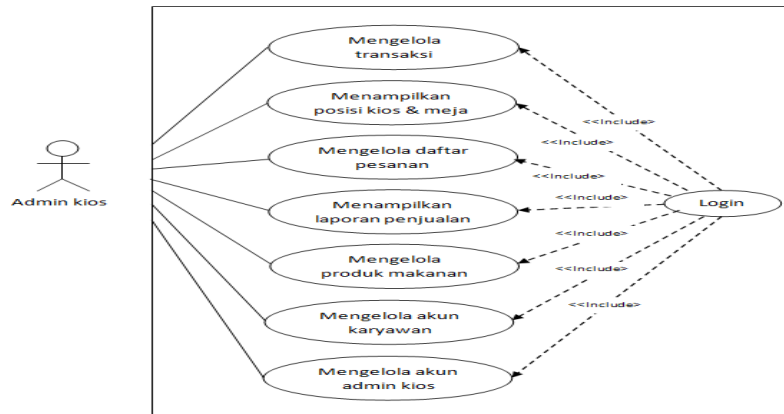 Mengelola
transaksi
<<Include>
Menampilkan
posisi kios & meja
<<Include>
Mengelola daftar
pesanan
<<Include>
Admin kios
Menampilkan
laporan penjualan
<<Include>
Login
Mengelola
produk makanan
<<Include>
<<Include>
Mengelola akun
karyawan
<<Include>
Mengelola akun
admin kios